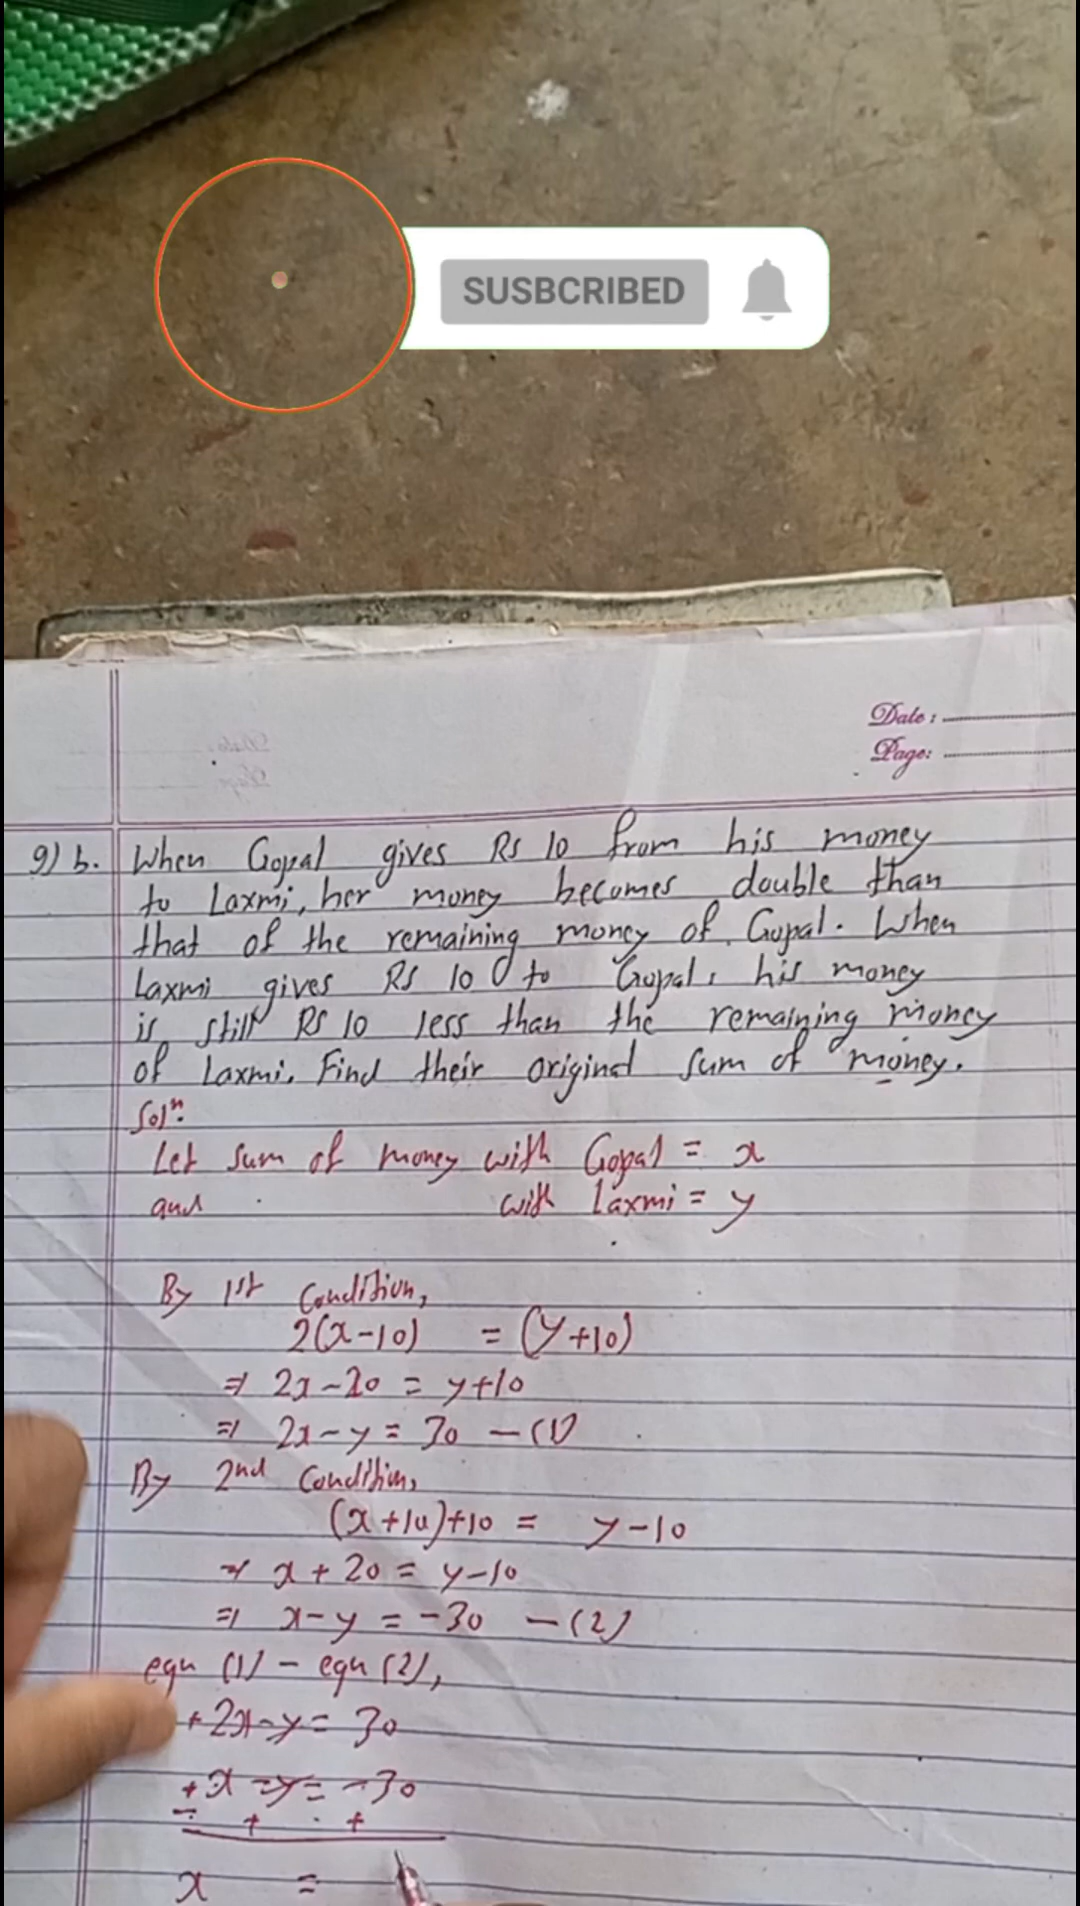 SUSBCRIBED
Date :
Page:
9) b. When Gopal gives Rs 10 from his money
to Laxmi, her money becomes double than
that of the remaining money of Gopal. When
Laxmi gives Rs 10 to Gopal, his money
is still Rs 10 less than the remaining money
of Laxmi. Find their original sum of money.
Solⁿ:
Let sum of money with Gopal = x
and with Laxmi = y
By 1st Condition,
2(x-10) = (y+10)
⇒ 2x-20 = y+10
⇒ 2x-y = 30 -(1)
By 2nd Condition,
(x+10)+10 = y-10
⇒ x+20 = y-10
⇒ x-y = -30 -(2)
equ (1) - equ (2),
+2x-y = 30
+x-y = -30
- + +
x =